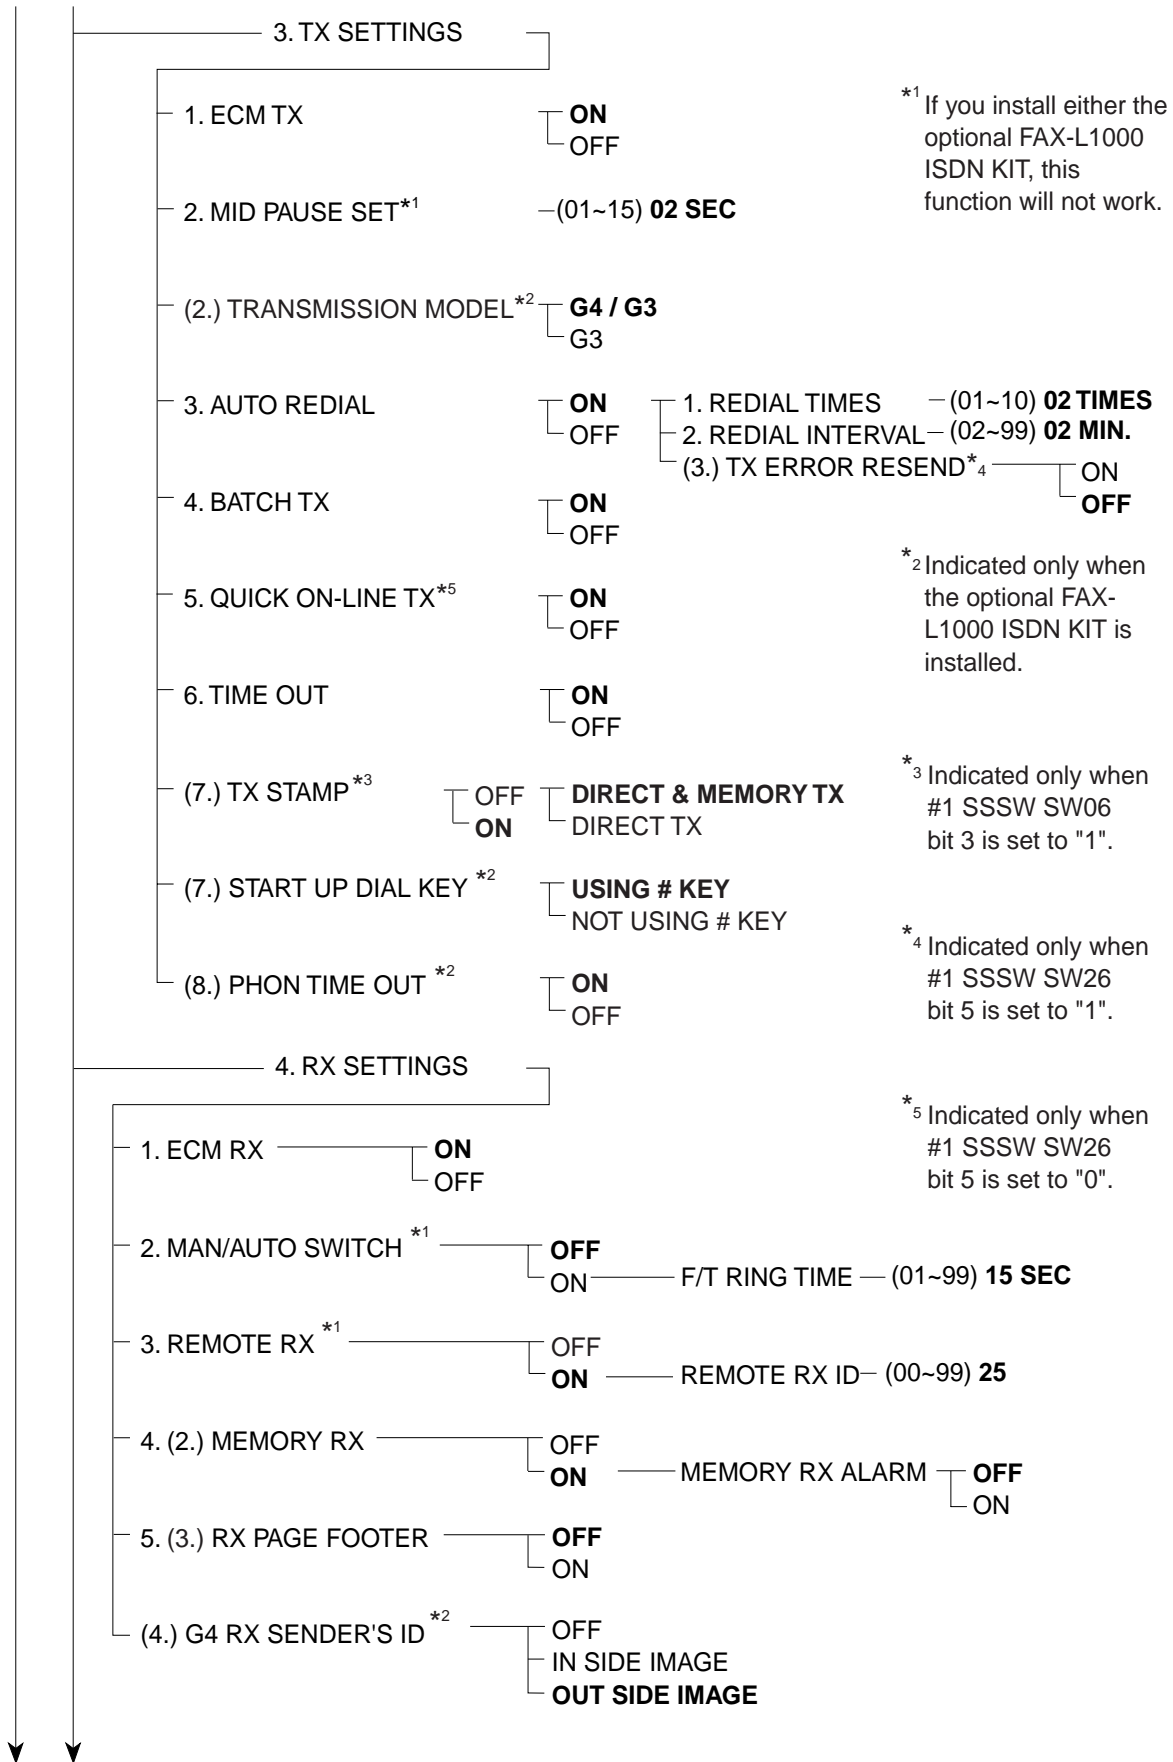 3. TX SETTINGS
1. ECM TX
ON
OFF
*1 If you install either the
optional FAX-L1000
ISDN KIT, this
function will not work.
2. MID PAUSE SET*1 (01~15) 02 SEC
(2.) TRANSMISSION MODEL*2 G4 / G3
G3
3. AUTO REDIAL
ON
OFF
1. REDIAL TIMES (01~10) 02 TIMES
2. REDIAL INTERVAL (02~99) 02 MIN.
(3.) TX ERROR RESEND*4
ON
OFF
4. BATCH TX
ON
OFF
*2 Indicated only when
the optional FAX-
L1000 ISDN KIT is
installed.
5. QUICK ON-LINE TX*5
ON
OFF
6. TIME OUT
ON
OFF
(7.) TX STAMP*3
OFF
ON
DIRECT & MEMORY TX
DIRECT TX
*3 Indicated only when
#1 SSSW SW06
bit 3 is set to "1".
(7.) START UP DIAL KEY *2
USING # KEY
NOT USING # KEY
*4 Indicated only when
#1 SSSW SW26
bit 5 is set to "1".
(8.) PHON TIME OUT *2
ON
OFF
4. RX SETTINGS
*5 Indicated only when
#1 SSSW SW26
bit 5 is set to "0".
1. ECM RX
ON
OFF
2. MAN/AUTO SWITCH *1
OFF
ON
F/T RING TIME (01~99) 15 SEC
3. REMOTE RX *1
OFF
ON
REMOTE RX ID (00~99) 25
4. (2.) MEMORY RX
OFF
ON
MEMORY RX ALARM
OFF
ON
5. (3.) RX PAGE FOOTER
OFF
ON
(4.) G4 RX SENDER'S ID *2
OFF
IN SIDE IMAGE
OUT SIDE IMAGE